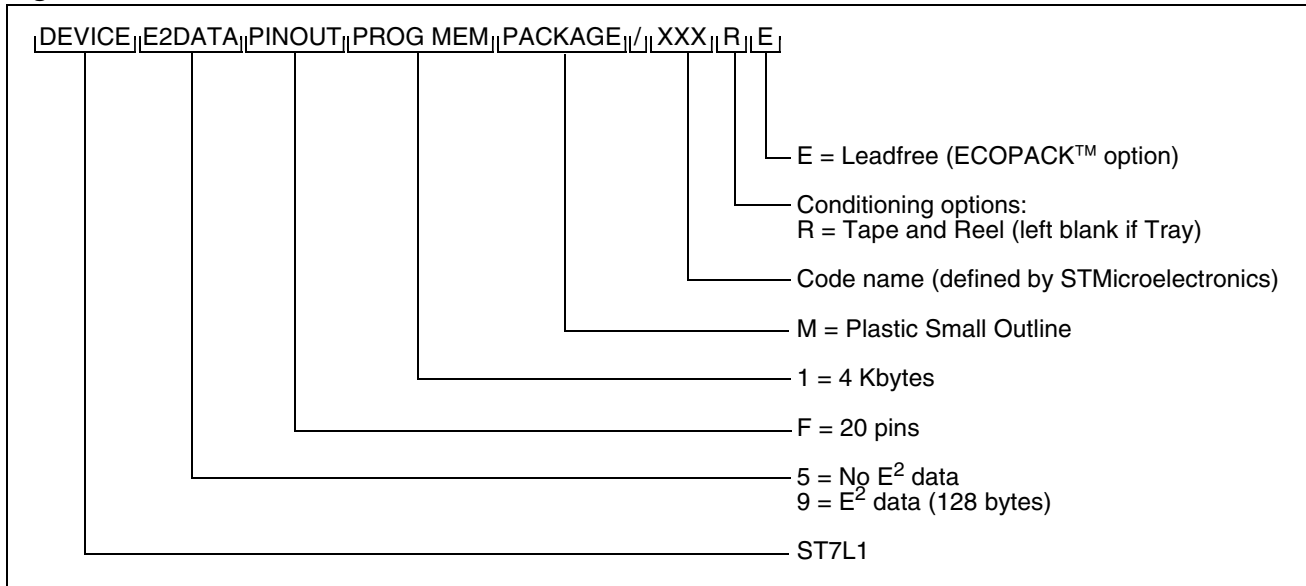 DEVICE E2DATA PINOUT PROG MEM PACKAGE / XXX R E
E = Leadfree (ECOPACK™ option)
Conditioning options:
R = Tape and Reel (left blank if Tray)
Code name (defined by STMicroelectronics)
M = Plastic Small Outline
1 = 4 Kbytes
F = 20 pins
5 = No E² data
9 = E² data (128 bytes)
ST7L1